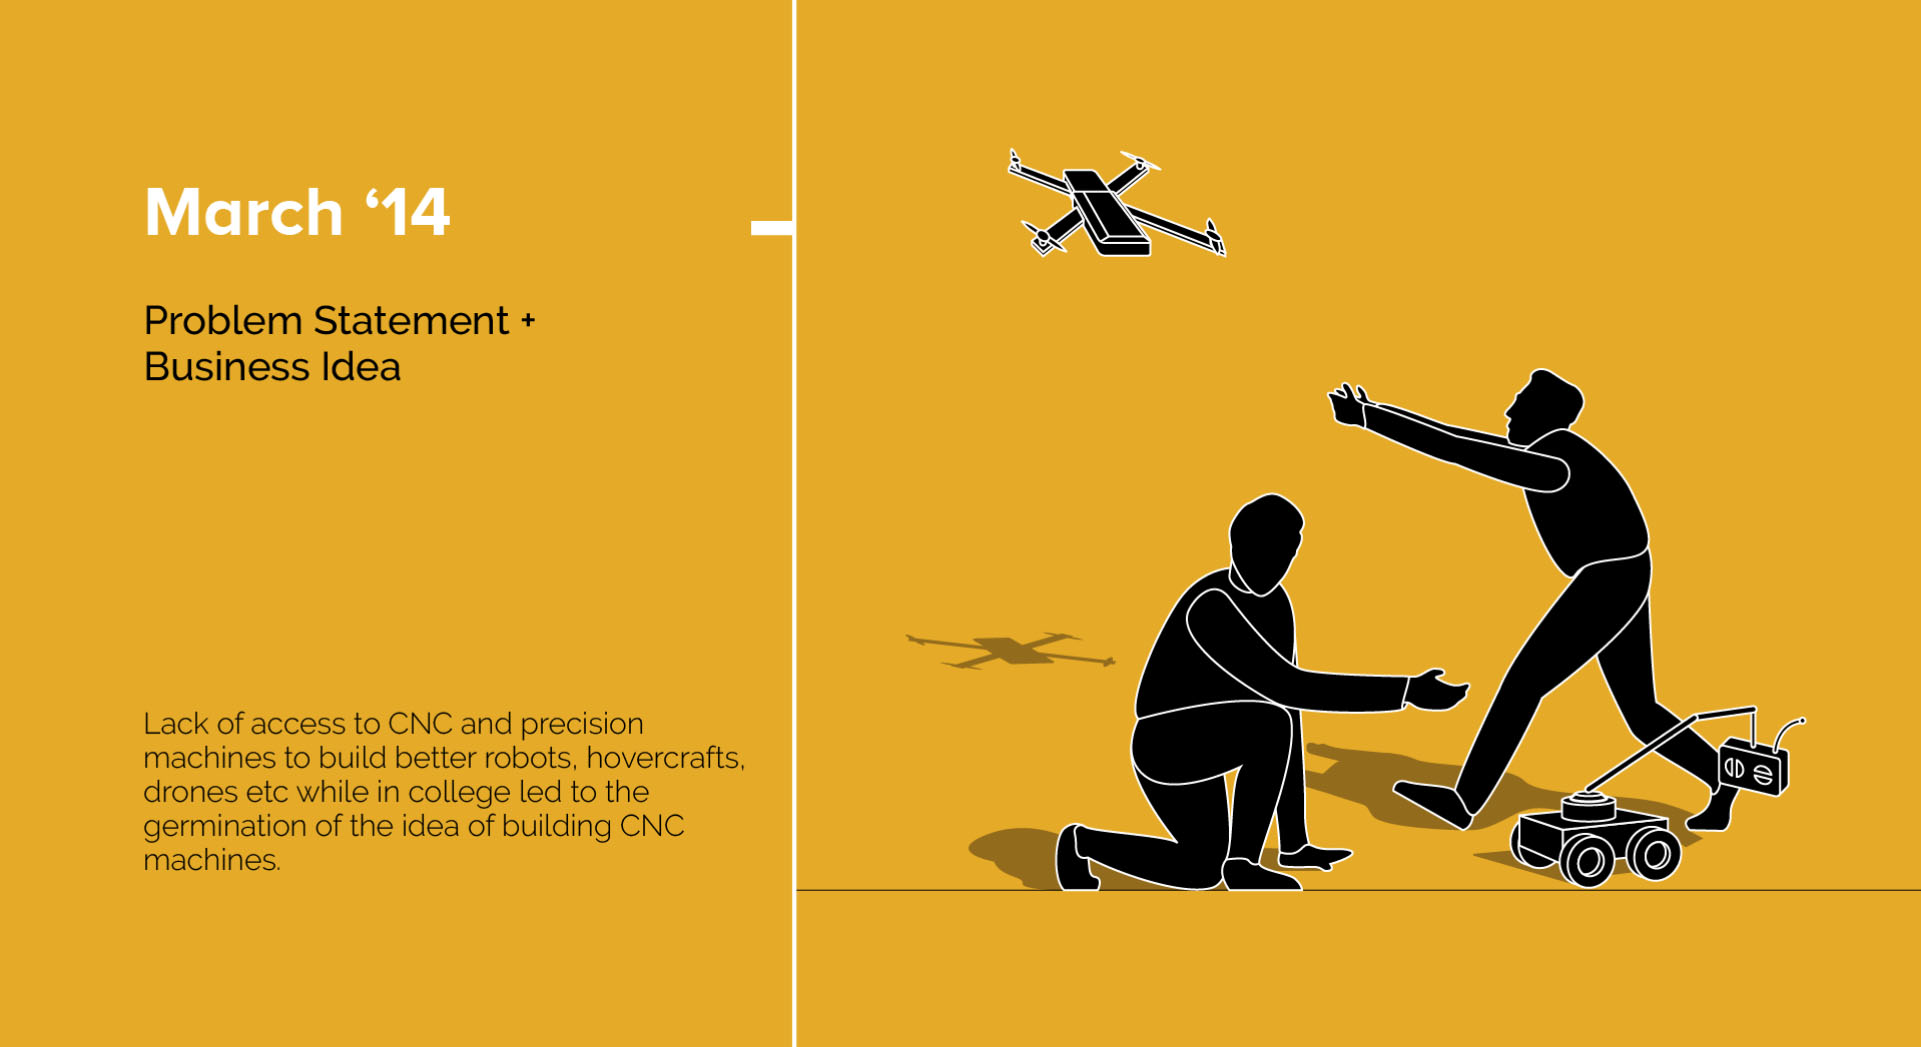 March ‘14
Problem Statement +
Business Idea
Lack of access to CNC and precision
machines to build better robots, hovercrafts,
drones etc while in college led to the
germination of the idea of building CNC
machines.